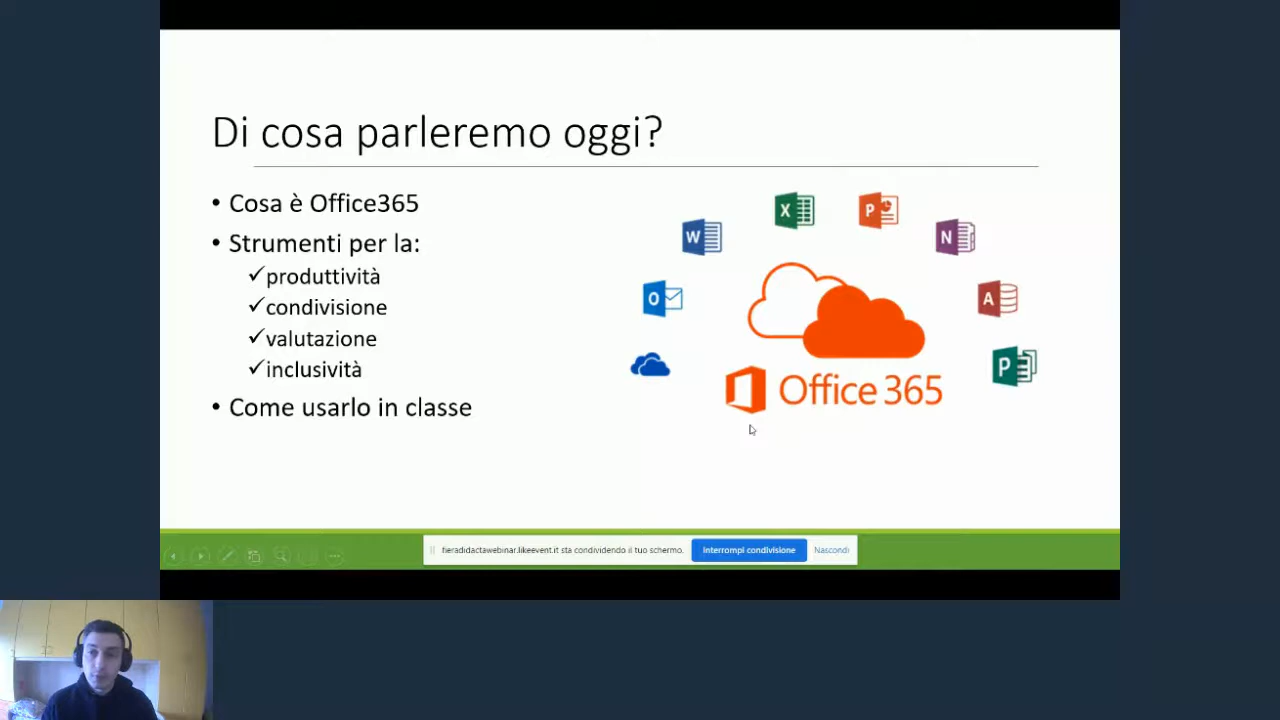 Di cosa parleremo oggi?
• Cosa è Office365
• Strumenti per la:
✓produttività
✓condivisione
✓valutazione
✓inclusività
• Come usarlo in classe
X
P
W
N
O
A
P
Office 365
fieradidactawebinar.likeevent.it sta condividendo il tuo schermo.
Interrompi condivisione
Nascondi